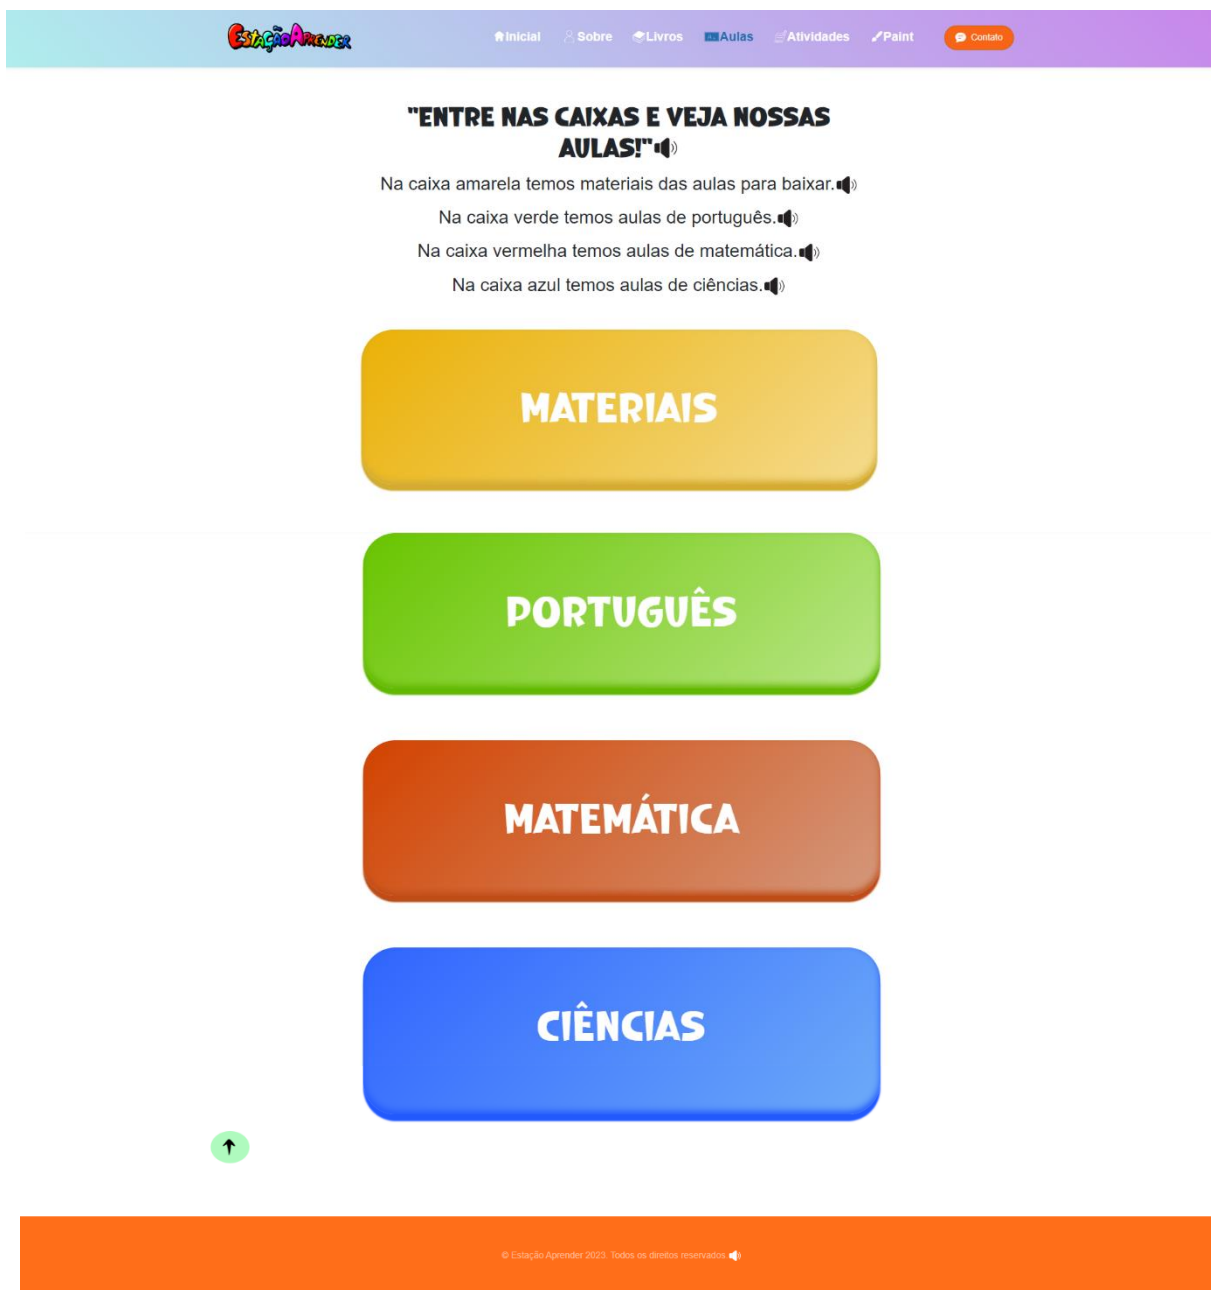 EstaçãoAprender
Inicial Sobre Livros Aulas Atividades Paint Contato
"ENTRE NAS CAIXAS E VEJA NOSSAS
AULAS!"
Na caixa amarela temos materiais das aulas para baixar.
Na caixa verde temos aulas de português.
Na caixa vermelha temos aulas de matemática.
Na caixa azul temos aulas de ciências.
MATERIAIS
PORTUGUÊS
MATEMÁTICA
CIÊNCIAS
© Estação Aprender 2023. Todos os direitos reservados.